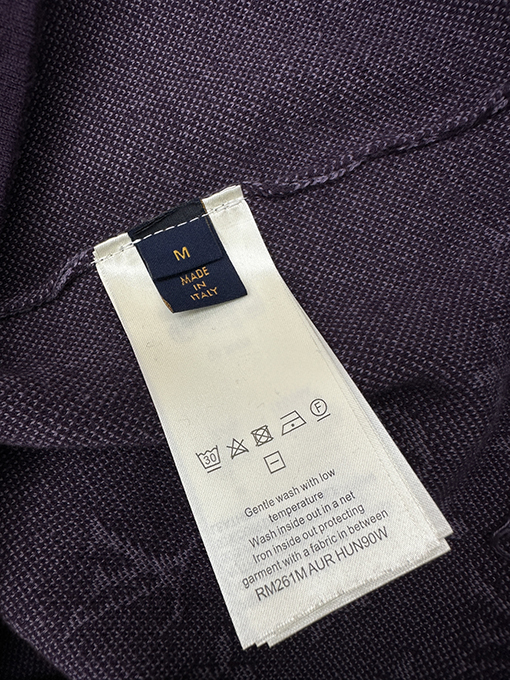 M
MADE
IN
ITALY
30
F
Gentle wash with low
temperature
Wash inside out in a net
Iron inside out protecting
garment with a fabric in between
RM261M AUR HUN90W